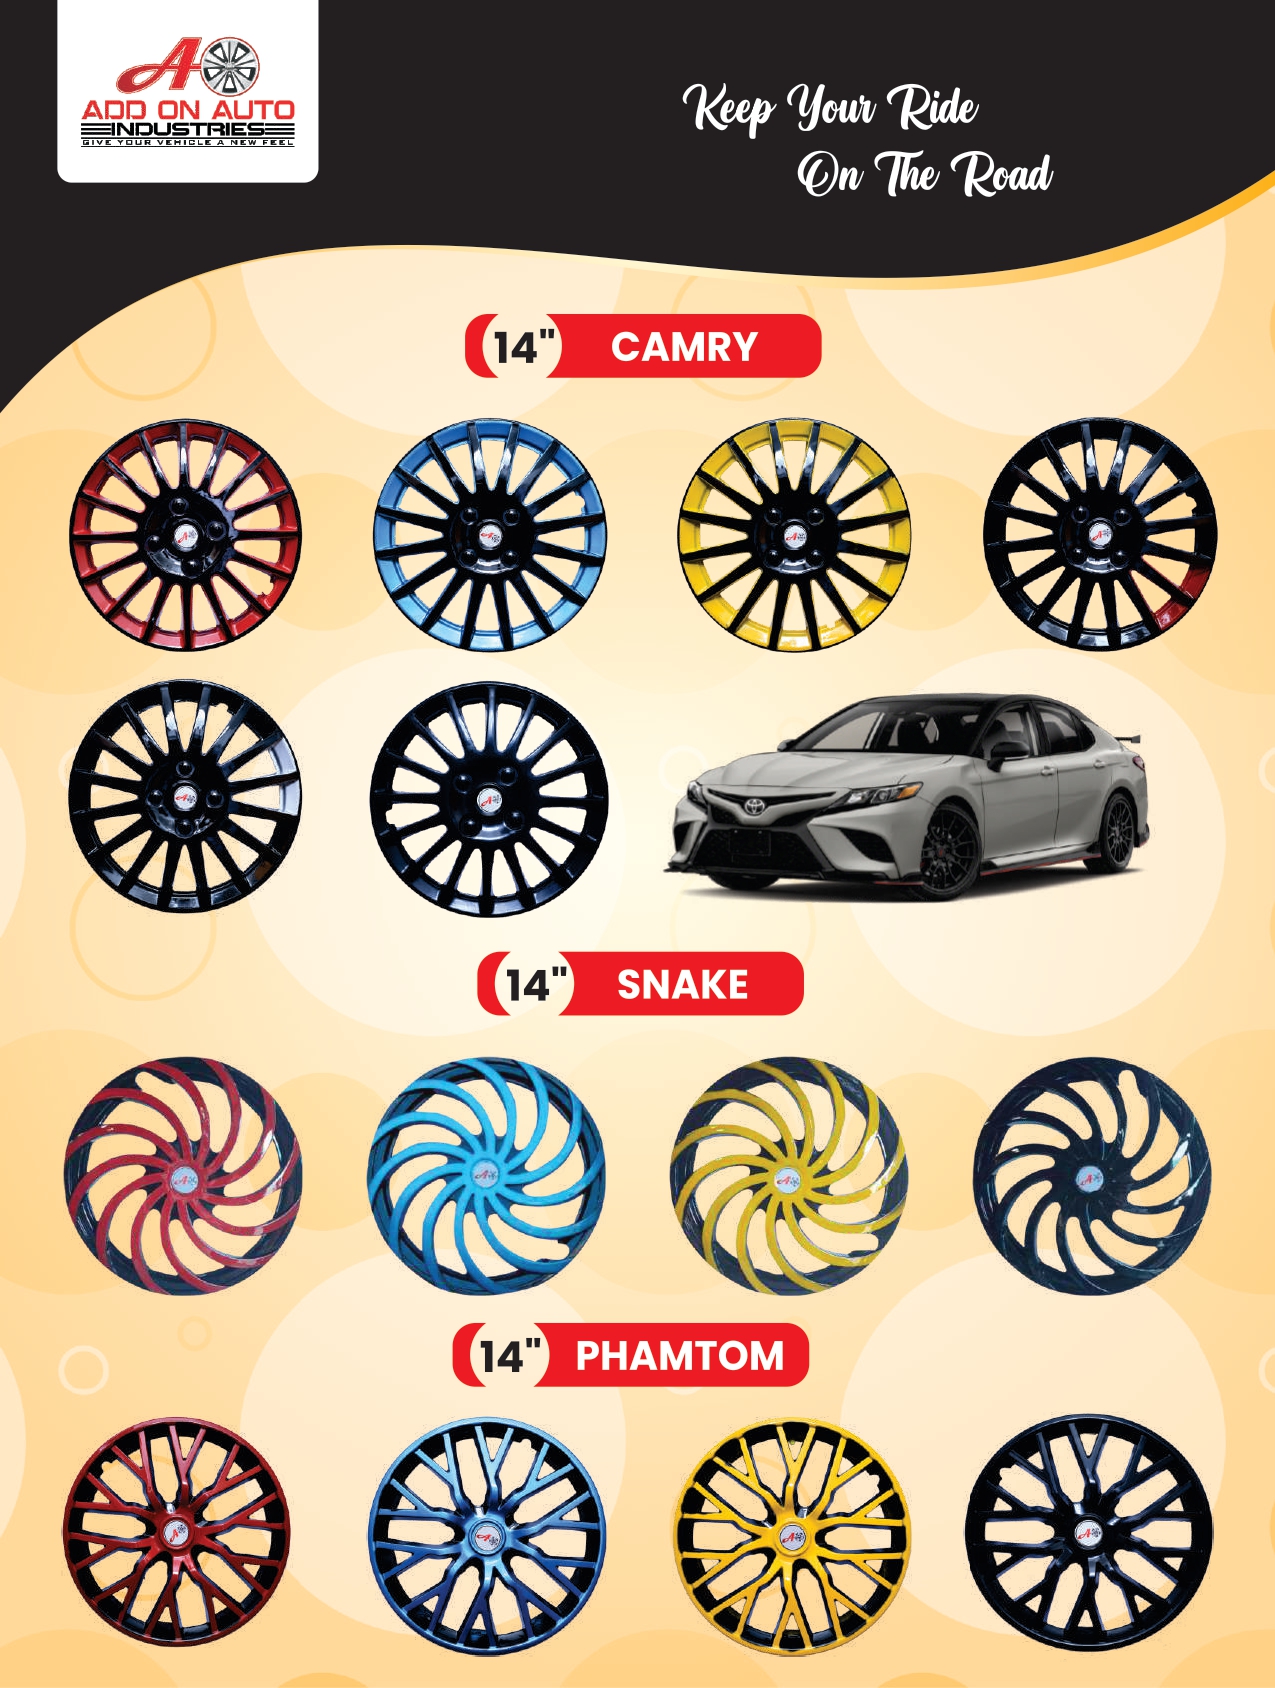 A
ADD ON AUTO
INDUSTRIES
GIVE YOUR VEHICLE A NEW FEEL
Keep Your Ride
On The Road
14" CAMRY
14" SNAKE
14" PHAMTOM